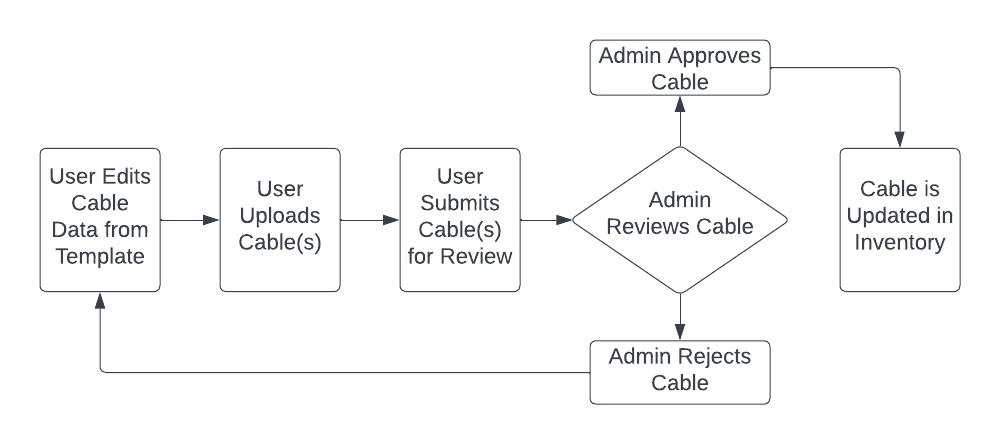 User Edits
Cable
Data from
Template
User
Uploads
Cable(s)
User
Submits
Cable(s)
for Review
Admin
Reviews Cable
Admin Approves
Cable
Cable is
Updated in
Inventory
Admin Rejects
Cable